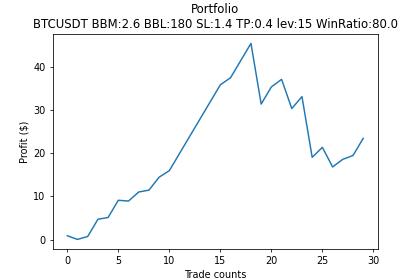 Portfolio
BTCUSDT BBM:2.6 BBL:180 SL:1.4 TP:0.4 lev:15 WinRatio:80.0
40
30
20
10
0
Profit ($)
0 5 10 15 20 25 30
Trade counts